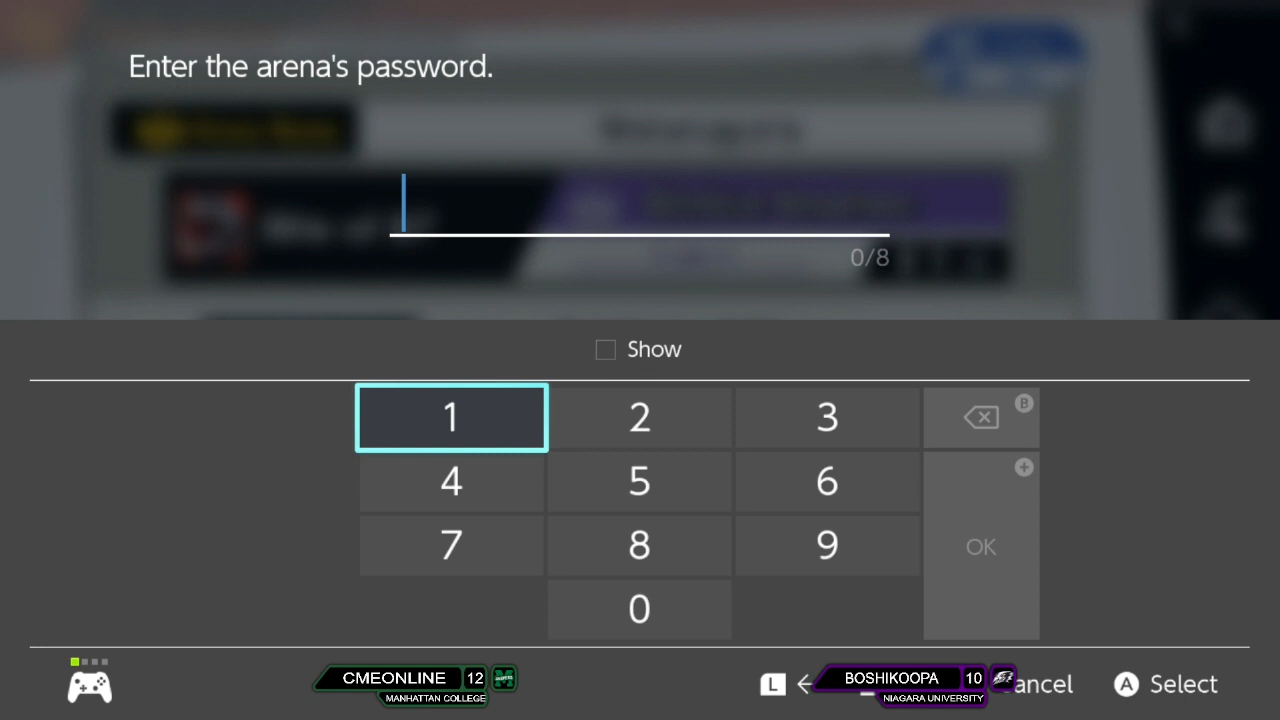 Enter the arena's password.
0/8
Show
1 2 3 B
4 5 6 +
7 8 9 OK
0
CMEONLINE 12
MANHATTAN COLLEGE
L ← BOSHIKOOPA 10 ancel A Select
NIAGARA UNIVERSITY